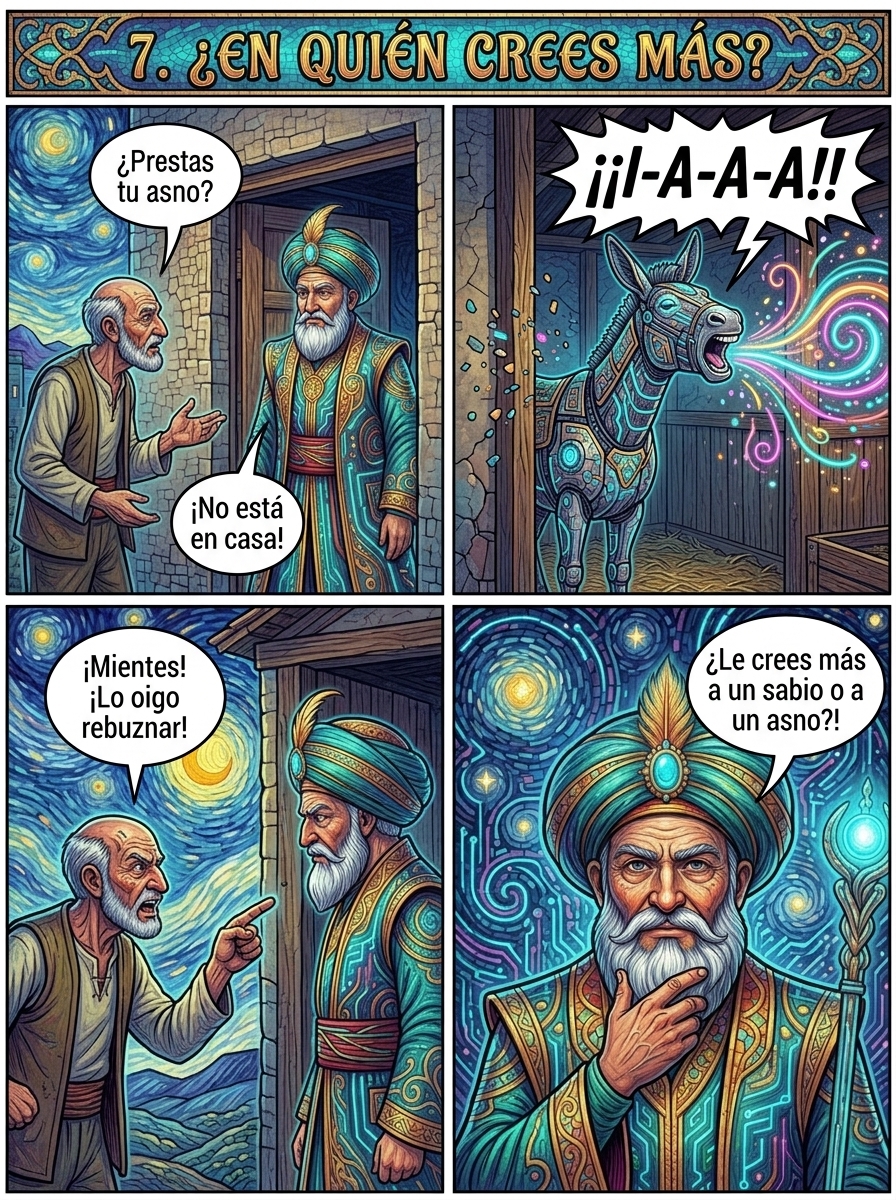 7. ¿EN QUIÉN CREES MÁS?
¿Prestas
tu asno?
¡No está
en casa!
¡¡I-A-A-A!!
¡Mientes!
¡Lo oigo
rebuznar!
¿Le crees más
a un sabio o a
un asno?!